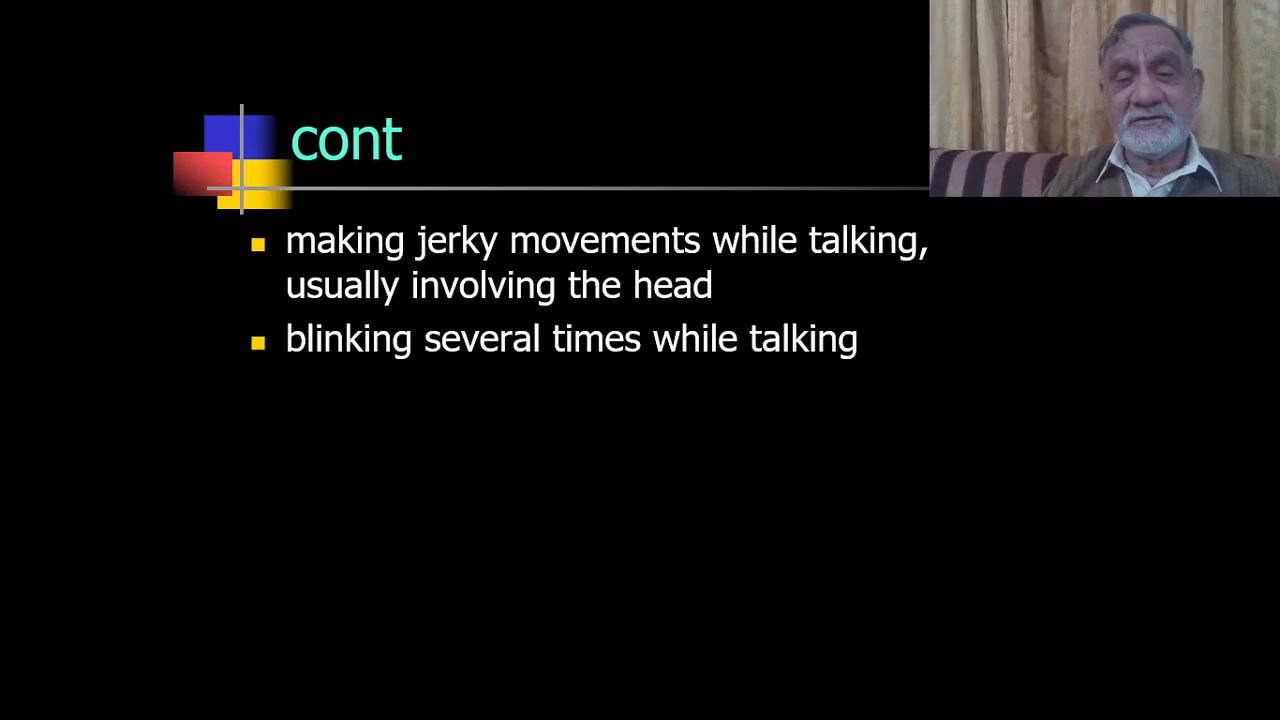 cont
making jerky movements while talking,
usually involving the head
blinking several times while talking